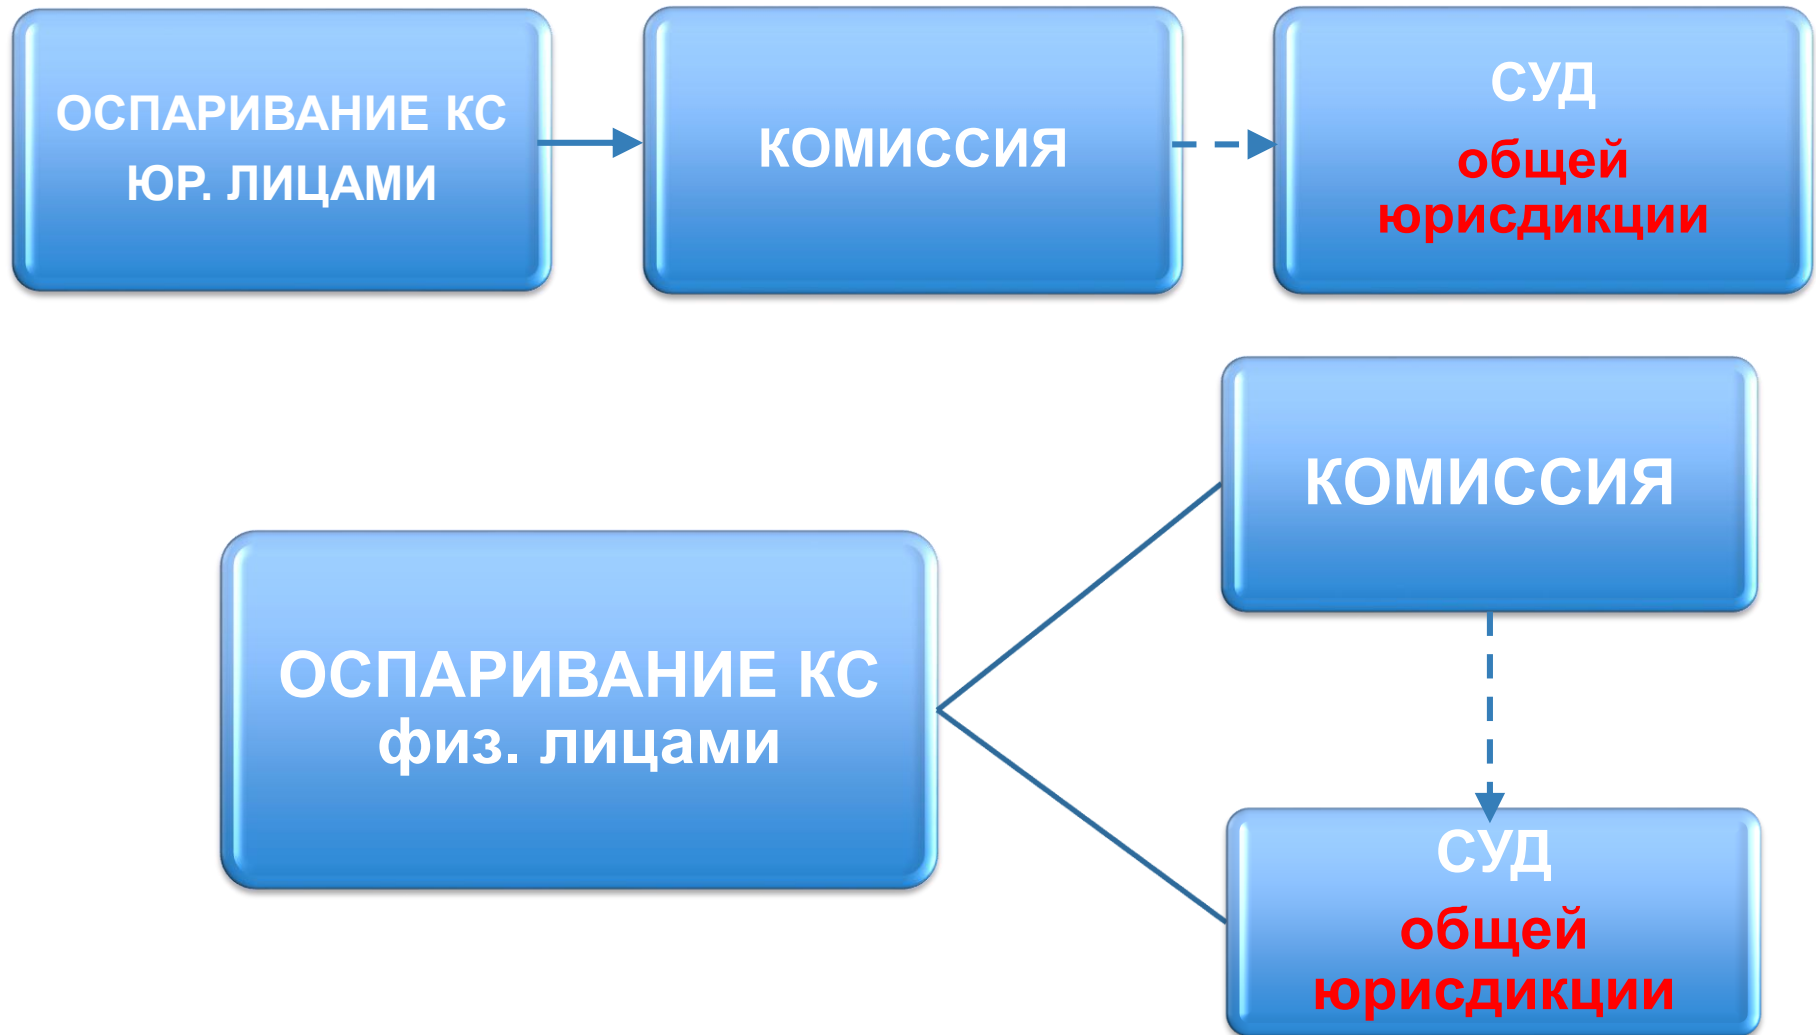 ОСПАРИВАНИЕ КС
ЮР. ЛИЦАМИ
КОМИССИЯ
СУД
общей
юрисдикции
КОМИССИЯ
ОСПАРИВАНИЕ КС
физ. лицами
СУД
общей
юрисдикции